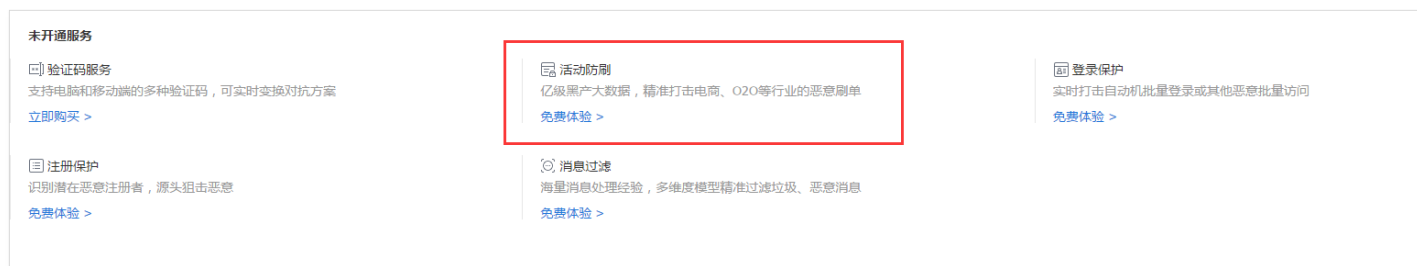 未开通服务
验证码服务
支持电脑和移动端的多种验证码，可实时变换对抗方案
立即购买 >
活动防刷
亿级黑产大数据，精准打击电商、O2O等行业的恶意刷单
免费体验 >
登录保护
实时打击自动机批量登录或其他恶意批量访问
免费体验 >
注册保护
识别潜在恶意注册者，源头狙击恶意
免费体验 >
消息过滤
海量消息处理经验，多维度模型精准过滤垃圾、恶意消息
免费体验 >